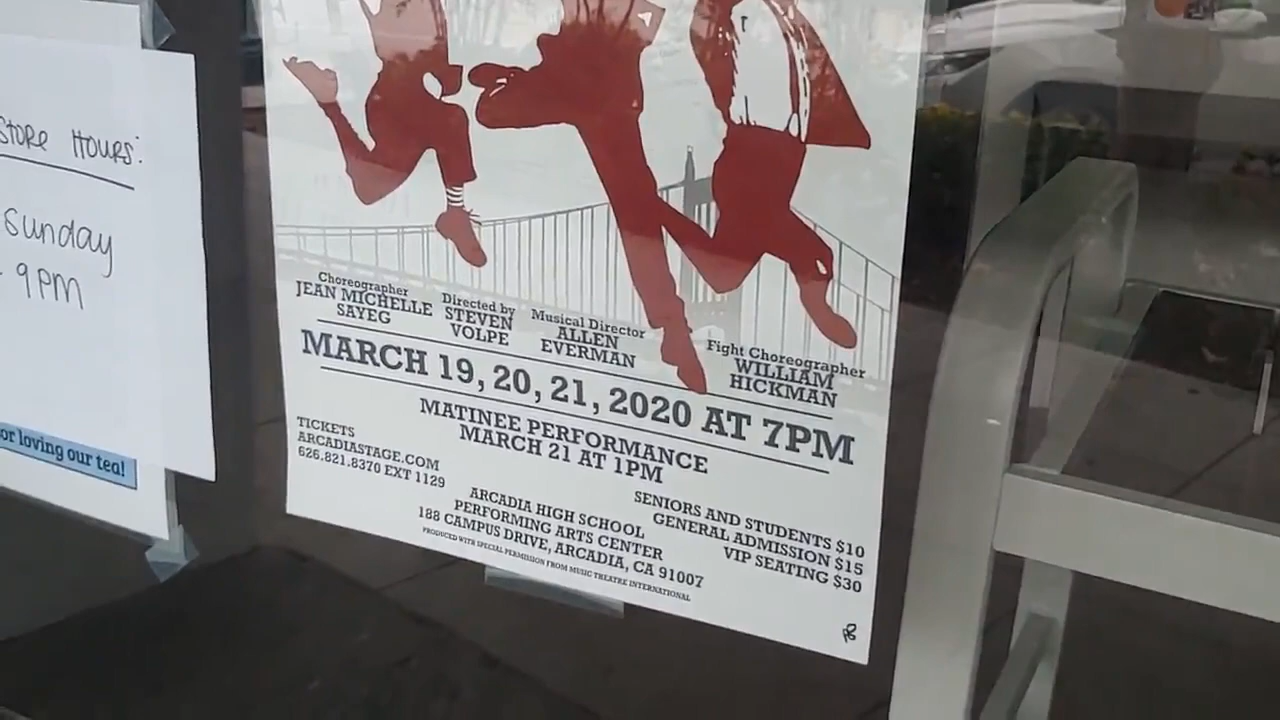 Store Hours:
Sunday
- 9pm
or loving our tea!
Choreographer
JEAN MICHELLE
SAYEG
Directed by
STEVEN
VOLPE
Musical Director
ALLEN
EVERMAN
Fight Choreographer
WILLIAM
HICKMAN
MARCH 19, 20, 21, 2020 AT 7PM
MATINEE PERFORMANCE
MARCH 21 AT 1PM
TICKETS
ARCADIASTAGE.COM
626.821.8370 EXT 1129
ARCADIA HIGH SCHOOL
PERFORMING ARTS CENTER
188 CAMPUS DRIVE, ARCADIA, CA 91007
PRODUCED WITH SPECIAL PERMISSION FROM MUSIC THEATRE INTERNATIONAL
SENIORS AND STUDENTS $10
GENERAL ADMISSION $15
VIP SEATING $30